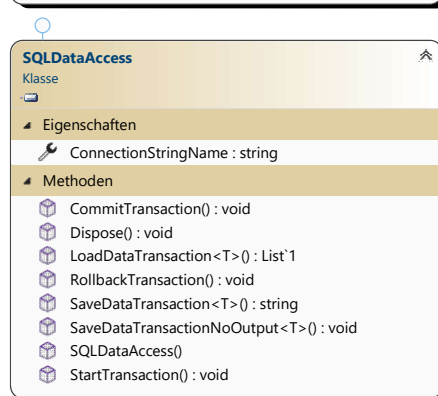 SQLDataAccess
Klasse
Eigenschaften
ConnectionStringName : string
Methoden
CommitTransaction() : void
Dispose() : void
LoadDataTransaction<T>() : List`1
RollbackTransaction() : void
SaveDataTransaction<T>() : string
SaveDataTransactionNoOutput<T>() : void
SQLDataAccess()
StartTransaction() : void